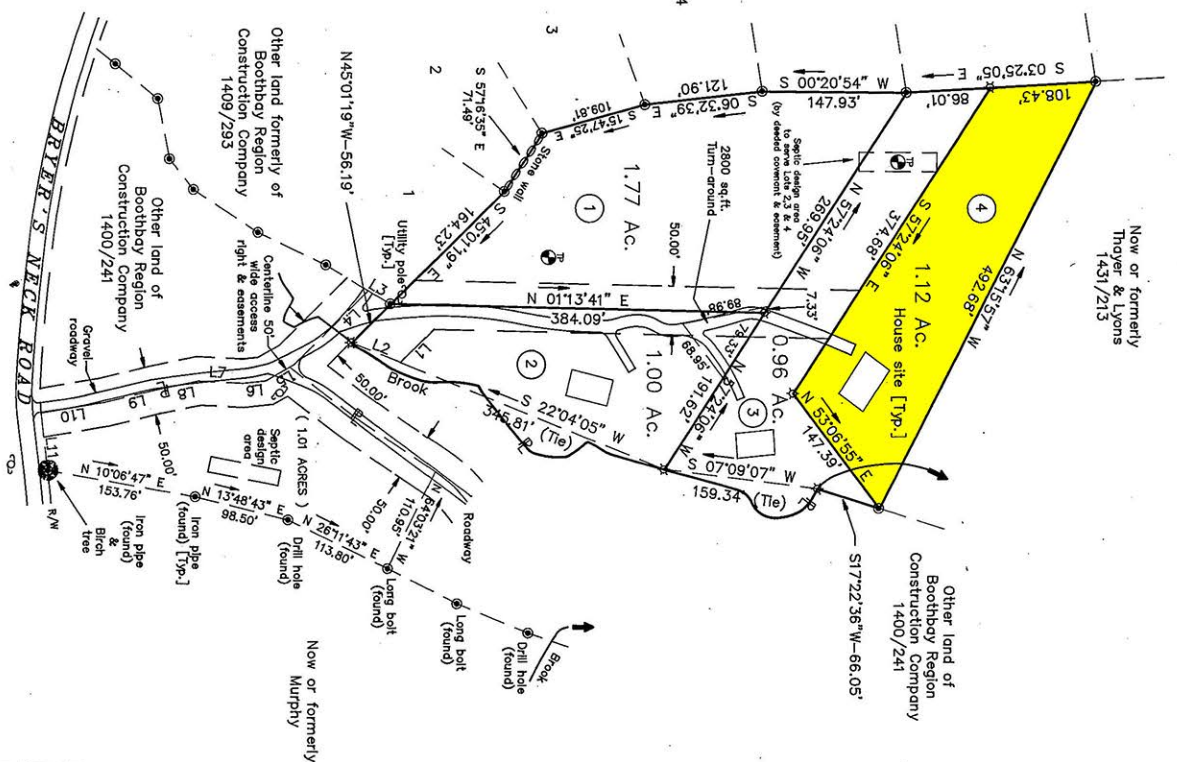 Now or formerly
Thayer & Lyons
1431/213
4
3
2
1
S 03°25'05" E
108.43'
86.01'
S 00°20'54" W
147.93'
S 06°32'39" E
121.90'
S 15°47'25" E
109.81'
S 57°16'35" E
71.49'
Stone wall
S 45°01'19" E
164.23'
N45°01'19"W-56.19'
Utility pole
[Typ.]
Septic design area
to serve Lots 2,3 & 4
(by deeded covenant & easement)
TP
4
1.12 Ac.
House site [Typ.]
N 63°15'57" W
492.68'
S 57°24'06" E
374.68'
N 57°24'06" W
269.95'
N 53°06'55" E
147.39'
1
1.77 Ac.
TP
2800 sq.ft.
Turn-around
50.00'
N 01°13'41" E
384.09'
89.98'
7.33'
79.33'
68.95'
N 57°24'06" W
191.62'
0.96 Ac.
3
2
1.00 Ac.
S 22°04'05" W
345.81' (Tie)
S 07°09'07" W
159.34 (Tie)
S17°22'36"W-66.05'
Other land of
Boothbay Region
Construction Company
1400/241
Other land formerly of
Boothbay Region
Construction Company
1409/293
Other land of
Boothbay Region
Construction Company
1400/241
Centerline 50'
wide access
right & easements
Brook
L1
L2
L3
L4
L6
L7
L8
L9
L10
L11
50.00'
50.00'
50.00'
Gravel
roadway
BRYER'S NECK ROAD
Septic
design
area
( 1.01 ACRES )
Roadway
N 64°03'21" W
110.95'
R/W
N 10°06'47" E
153.76'
N 13°48'43" E
98.50'
N 26°11'43" E
113.80'
Iron pipe
(found)
&
Birch
tree
Iron pipe
(found) [Typ.]
Drill hole
(found)
Long bolt
(found)
Long bolt
(found)
Drill hole
(found)
Brook
Now or formerly
Murphy